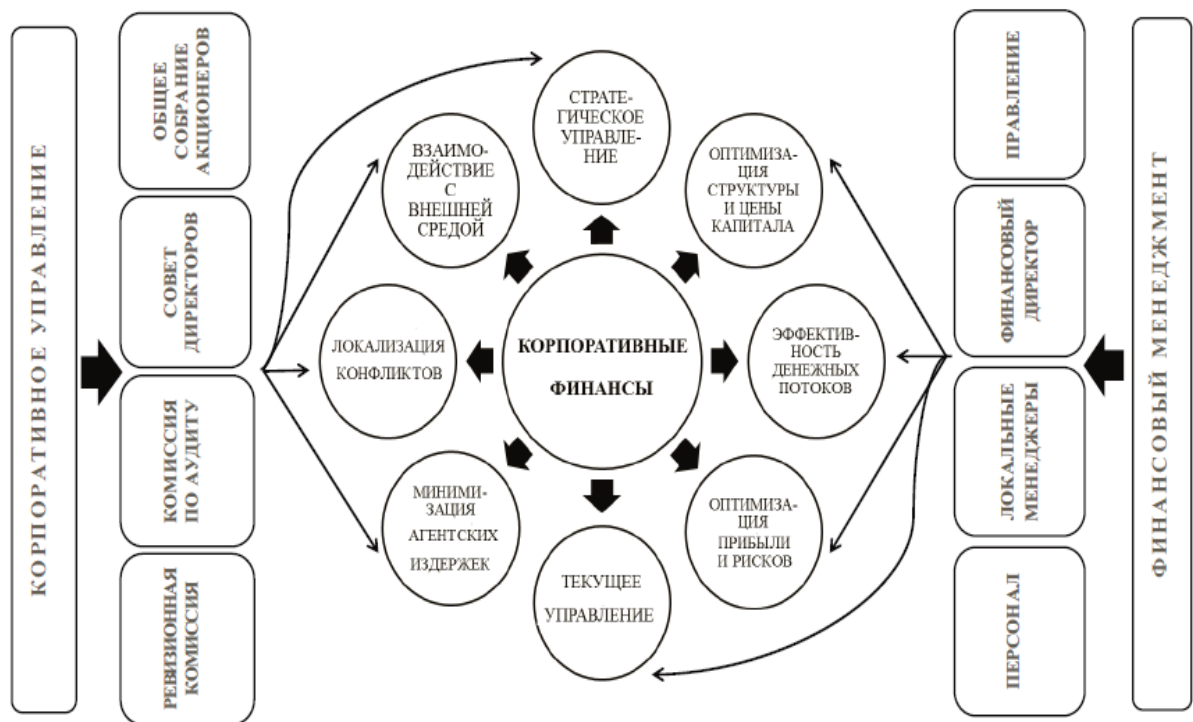 КОРПОРАТИВНОЕ УПРАВЛЕНИЕ
ОБЩЕЕ
СОБРАНИЕ
АКЦИОНЕРОВ
СОВЕТ
ДИРЕКТОРОВ
КОМИССИЯ
ПО АУДИТУ
РЕВИЗИОННАЯ
КОМИССИЯ
СТРАТЕ-
ГИЧЕСКОЕ
УПРАВЛЕ-
НИЕ
ВЗАИМО-
ДЕЙСТВИЕ
С
ВНЕШНЕЙ
СРЕДОЙ
ОПТИМИЗА-
ЦИЯ
СТРУКТУРЫ
И ЦЕНЫ
КАПИТАЛА
ЛОКАЛИЗАЦИЯ
КОНФЛИКТОВ
КОРПОРАТИВНЫЕ
ФИНАНСЫ
ЭФФЕКТИВ-
НОСТЬ
ДЕНЕЖНЫХ
ПОТОКОВ
МИНИМИ-
ЗАЦИЯ
АГЕНТСКИХ
ИЗДЕРЖЕК
ОПТИМИЗА-
ЦИЯ
ПРИБЫЛИ
И РИСКОВ
ТЕКУЩЕЕ
УПРАВЛЕНИЕ
ПРАВЛЕНИЕ
ФИНАНСОВЫЙ
ДИРЕКТОР
ЛОКАЛЬНЫЕ
МЕНЕДЖЕРЫ
ПЕРСОНАЛ
ФИНАНСОВЫЙ МЕНЕДЖМЕНТ